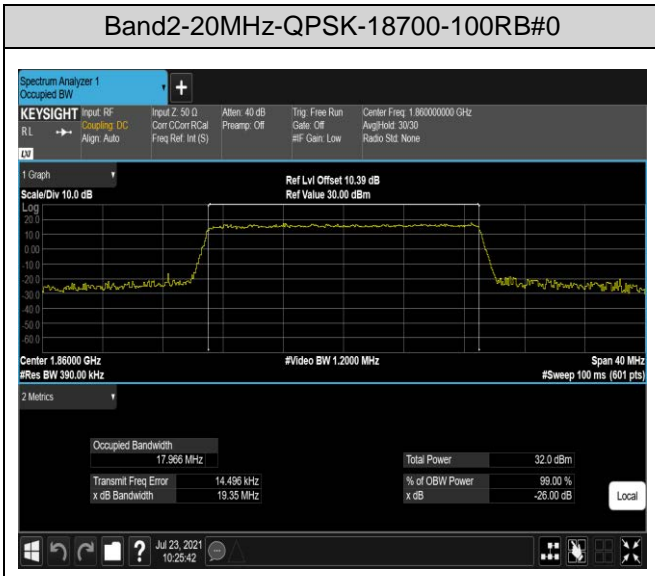 Band2-20MHz-QPSK-18700-100RB#0
Spectrum Analyzer 1
Occupied BW
+
KEYSIGHT Input: RF Input Z: 50 Ω Atten: 40 dB Trig: Free Run Center Freq: 1.860000000 GHz
RL Coupling: DC Corr CCorr RCal Preamp: Off Gate: Off Avg|Hold: 30/30
Align: Auto Freq Ref: Int (S) #IF Gain: Low Radio Std: None
LXI
1 Graph
Scale/Div 10.0 dB Ref Lvl Offset 10.39 dB
Ref Value 30.00 dBm
Log
20.0
10.0
0.00
-10.0
-20.0
-30.0
-40.0
-50.0
-60.0
Center 1.86000 GHz #Video BW 1.2000 MHz Span 40 MHz
#Res BW 390.00 kHz #Sweep 100 ms (601 pts)
2 Metrics
Occupied Bandwidth
17.966 MHz Total Power 32.0 dBm
Transmit Freq Error 14.496 kHz % of OBW Power 99.00 %
x dB Bandwidth 19.35 MHz x dB -26.00 dB
Local
? Jul 23, 2021
10:25:42